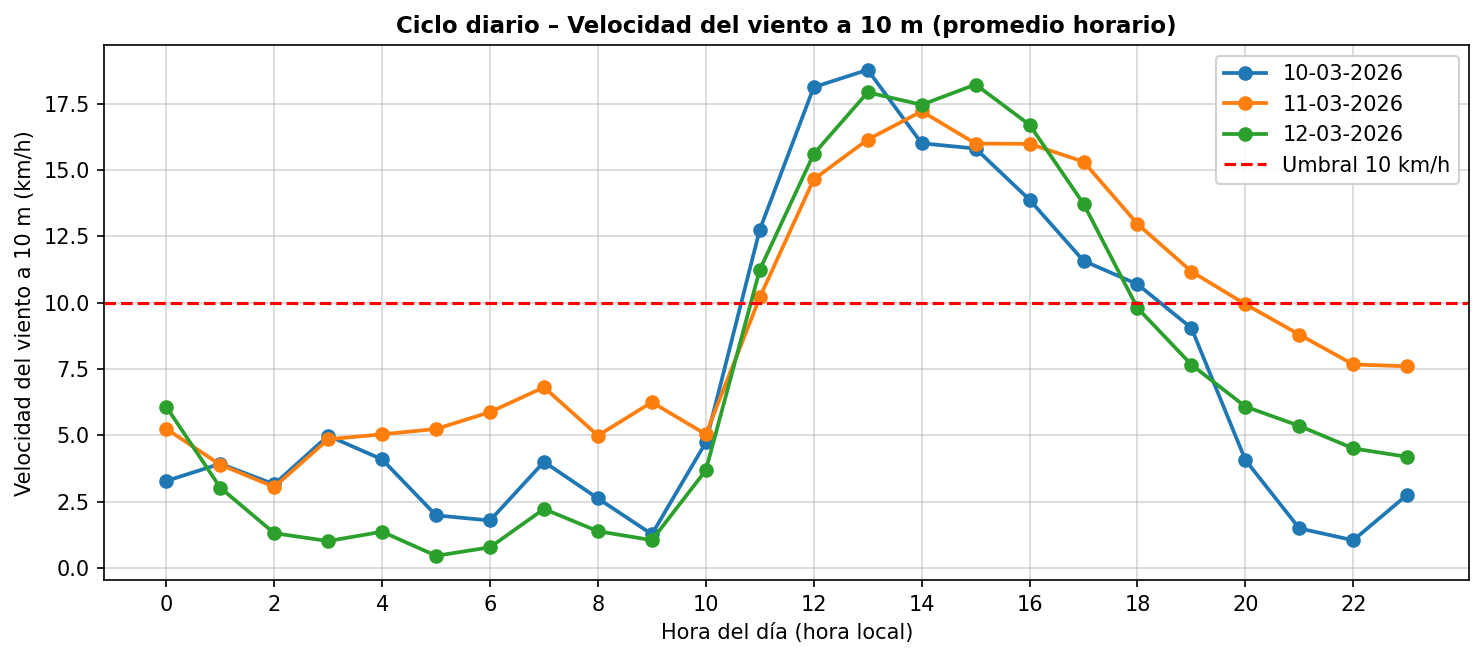 Ciclo diario – Velocidad del viento a 10 m (promedio horario)
Velocidad del viento a 10 m (km/h)
17.5
15.0
12.5
10.0
7.5
5.0
2.5
0.0
10-03-2026
11-03-2026
12-03-2026
Umbral 10 km/h
0 2 4 6 8 10 12 14 16 18 20 22
Hora del día (hora local)